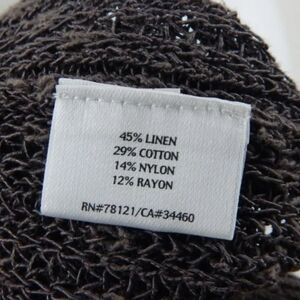 45% LINEN
29% COTTON
14% NYLON
12% RAYON
RN#78121/CA#34460